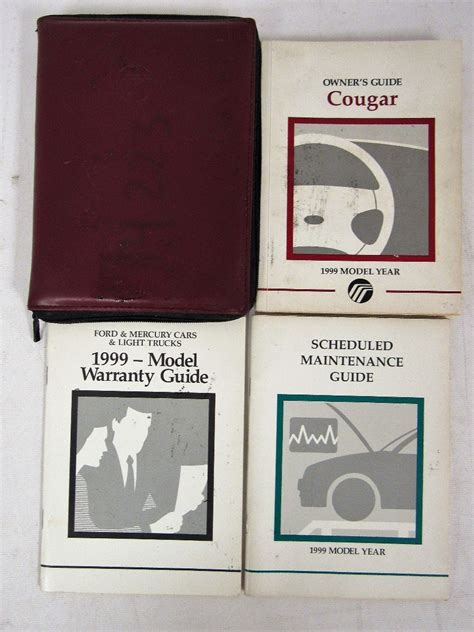 OWNER'S GUIDE
Cougar
1999 MODEL YEAR
FORD & MERCURY CARS
& LIGHT TRUCKS
1999 – Model
Warranty Guide
SCHEDULED
MAINTENANCE
GUIDE
1999 MODEL YEAR